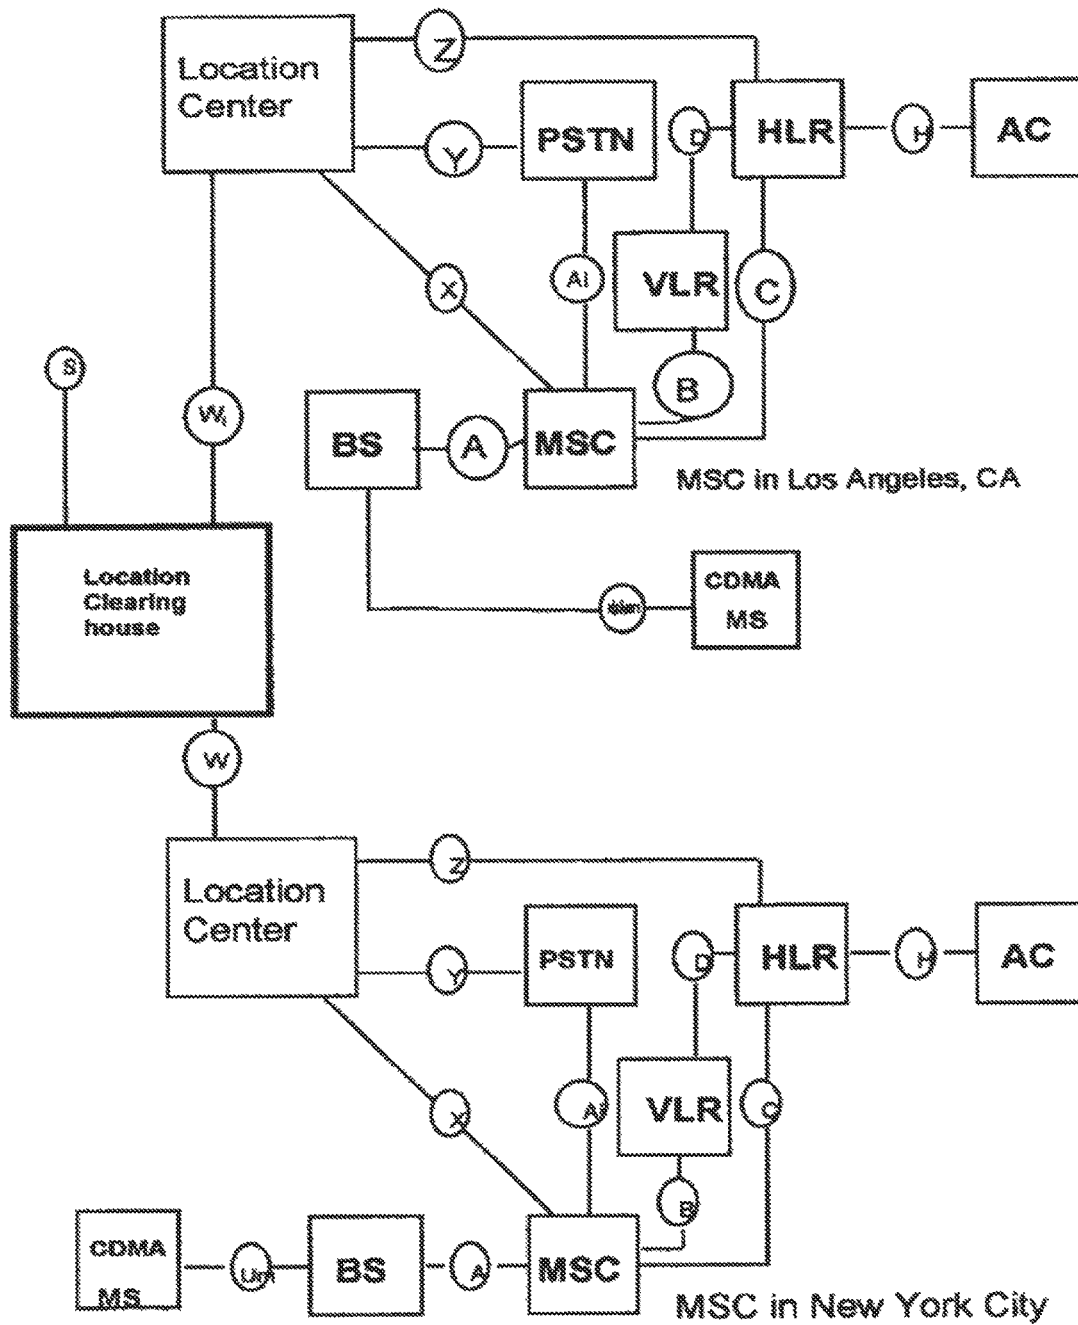 Z
Location
Center
PSTN
D
HLR
H
AC
Y
VLR
AI
X
C
S
B
W
BS
A
MSC
MSC in Los Angeles, CA
Location
Clearing
house
CDMA
MS
W
Z
Location
Center
PSTN
D
HLR
H
AC
Y
VLR
X
C
B
CDMA
MS
Um
BS
A
MSC
MSC in New York City